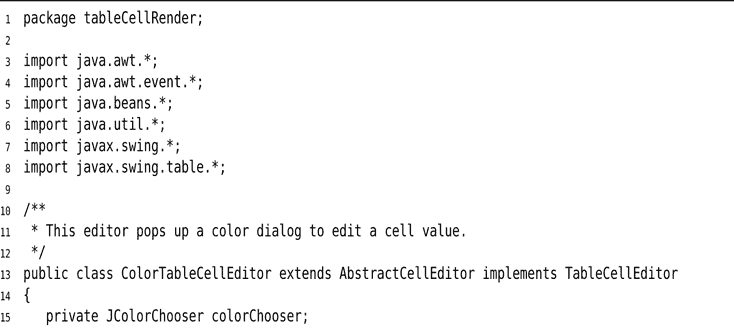 1 package tableCellRender;
2
3 import java.awt.*;
4 import java.awt.event.*;
5 import java.beans.*;
6 import java.util.*;
7 import javax.swing.*;
8 import javax.swing.table.*;
9
10 /**
11  * This editor pops up a color dialog to edit a cell value.
12  */
13 public class ColorTableCellEditor extends AbstractCellEditor implements TableCellEditor
14 {
15    private JColorChooser colorChooser;